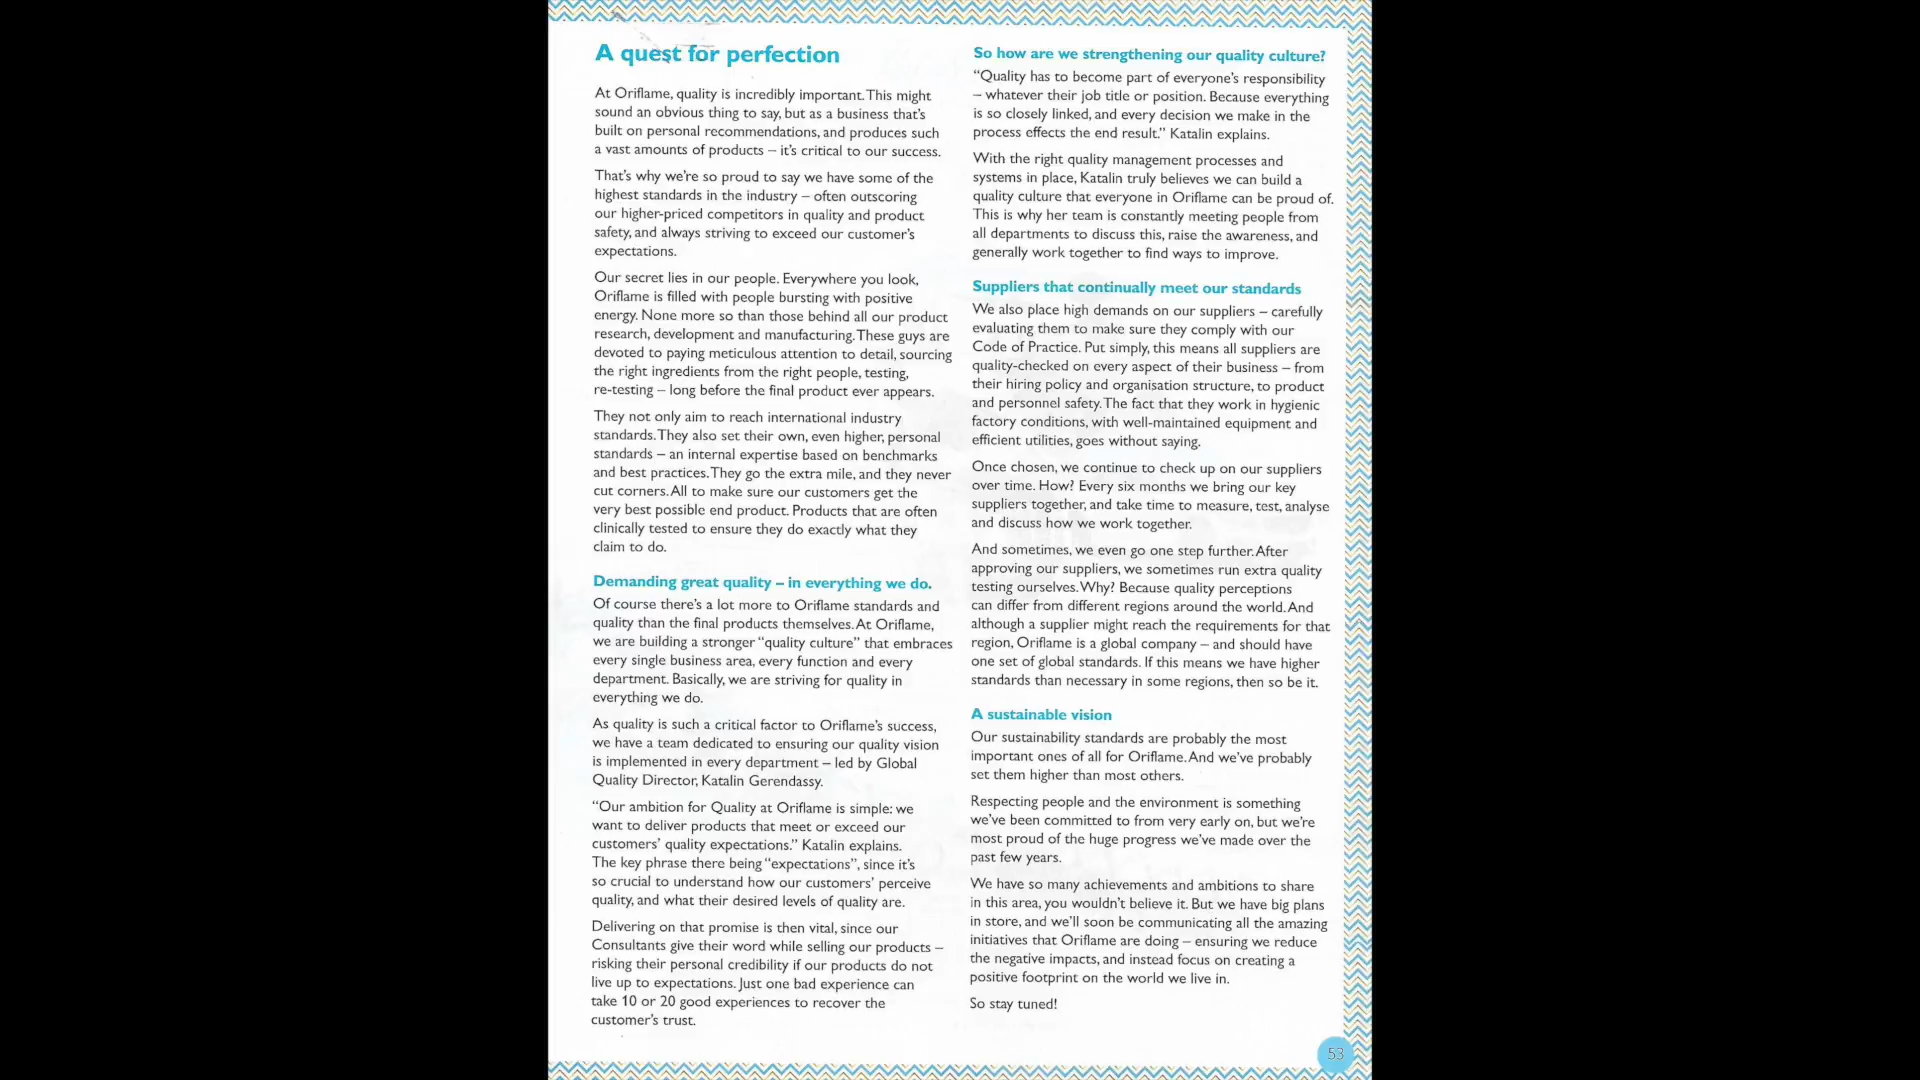 A quest for perfection
At Oriflame, quality is incredibly important. This might
sound an obvious thing to say, but as a business that's
built on personal recommendations, and produces such
a vast amounts of products – it's critical to our success.
That's why we're so proud to say we have some of the
highest standards in the industry – often outscoring
our higher-priced competitors in quality and product
safety, and always striving to exceed our customer's
expectations.
Our secret lies in our people. Everywhere you look,
Oriflame is filled with people bursting with positive
energy. None more so than those behind all our product
research, development and manufacturing. These guys are
devoted to paying meticulous attention to detail, sourcing
the right ingredients from the right people, testing,
re-testing – long before the final product ever appears.
They not only aim to reach international industry
standards. They also set their own, even higher, personal
standards – an internal expertise based on benchmarks
and best practices. They go the extra mile, and they never
cut corners. All to make sure our customers get the
very best possible end product. Products that are often
clinically tested to ensure they do exactly what they
claim to do.
Demanding great quality – in everything we do.
Of course there's a lot more to Oriflame standards and
quality than the final products themselves. At Oriflame,
we are building a stronger "quality culture" that embraces
every single business area, every function and every
department. Basically, we are striving for quality in
everything we do.
As quality is such a critical factor to Oriflame's success,
we have a team dedicated to ensuring our quality vision
is implemented in every department – led by Global
Quality Director, Katalin Gerendassy.
"Our ambition for Quality at Oriflame is simple: we
want to deliver products that meet or exceed our
customers' quality expectations." Katalin explains.
The key phrase there being "expectations", since it's
so crucial to understand how our customers' perceive
quality, and what their desired levels of quality are.
Delivering on that promise is then vital, since our
Consultants give their word while selling our products –
risking their personal credibility if our products do not
live up to expectations. Just one bad experience can
take 10 or 20 good experiences to recover the
customer's trust.
So how are we strengthening our quality culture?
"Quality has to become part of everyone's responsibility
– whatever their job title or position. Because everything
is so closely linked, and every decision we make in the
process effects the end result." Katalin explains.
With the right quality management processes and
systems in place, Katalin truly believes we can build a
quality culture that everyone in Oriflame can be proud of.
This is why her team is constantly meeting people from
all departments to discuss this, raise the awareness, and
generally work together to find ways to improve.
Suppliers that continually meet our standards
We also place high demands on our suppliers – carefully
evaluating them to make sure they comply with our
Code of Practice. Put simply, this means all suppliers are
quality-checked on every aspect of their business – from
their hiring policy and organisation structure, to product
and personnel safety. The fact that they work in hygienic
factory conditions, with well-maintained equipment and
efficient utilities, goes without saying.
Once chosen, we continue to check up on our suppliers
over time. How? Every six months we bring our key
suppliers together, and take time to measure, test, analyse
and discuss how we work together.
And sometimes, we even go one step further. After
approving our suppliers, we sometimes run extra quality
testing ourselves. Why? Because quality perceptions
can differ from different regions around the world. And
although a supplier might reach the requirements for that
region, Oriflame is a global company – and should have
one set of global standards. If this means we have higher
standards than necessary in some regions, then so be it.
A sustainable vision
Our sustainability standards are probably the most
important ones of all for Oriflame. And we've probably
set them higher than most others.
Respecting people and the environment is something
we've been committed to from very early on, but we're
most proud of the huge progress we've made over the
past few years.
We have so many achievements and ambitions to share
in this area, you wouldn't believe it. But we have big plans
in store, and we'll soon be communicating all the amazing
initiatives that Oriflame are doing – ensuring we reduce
the negative impacts, and instead focus on creating a
positive footprint on the world we live in.
So stay tuned!
53